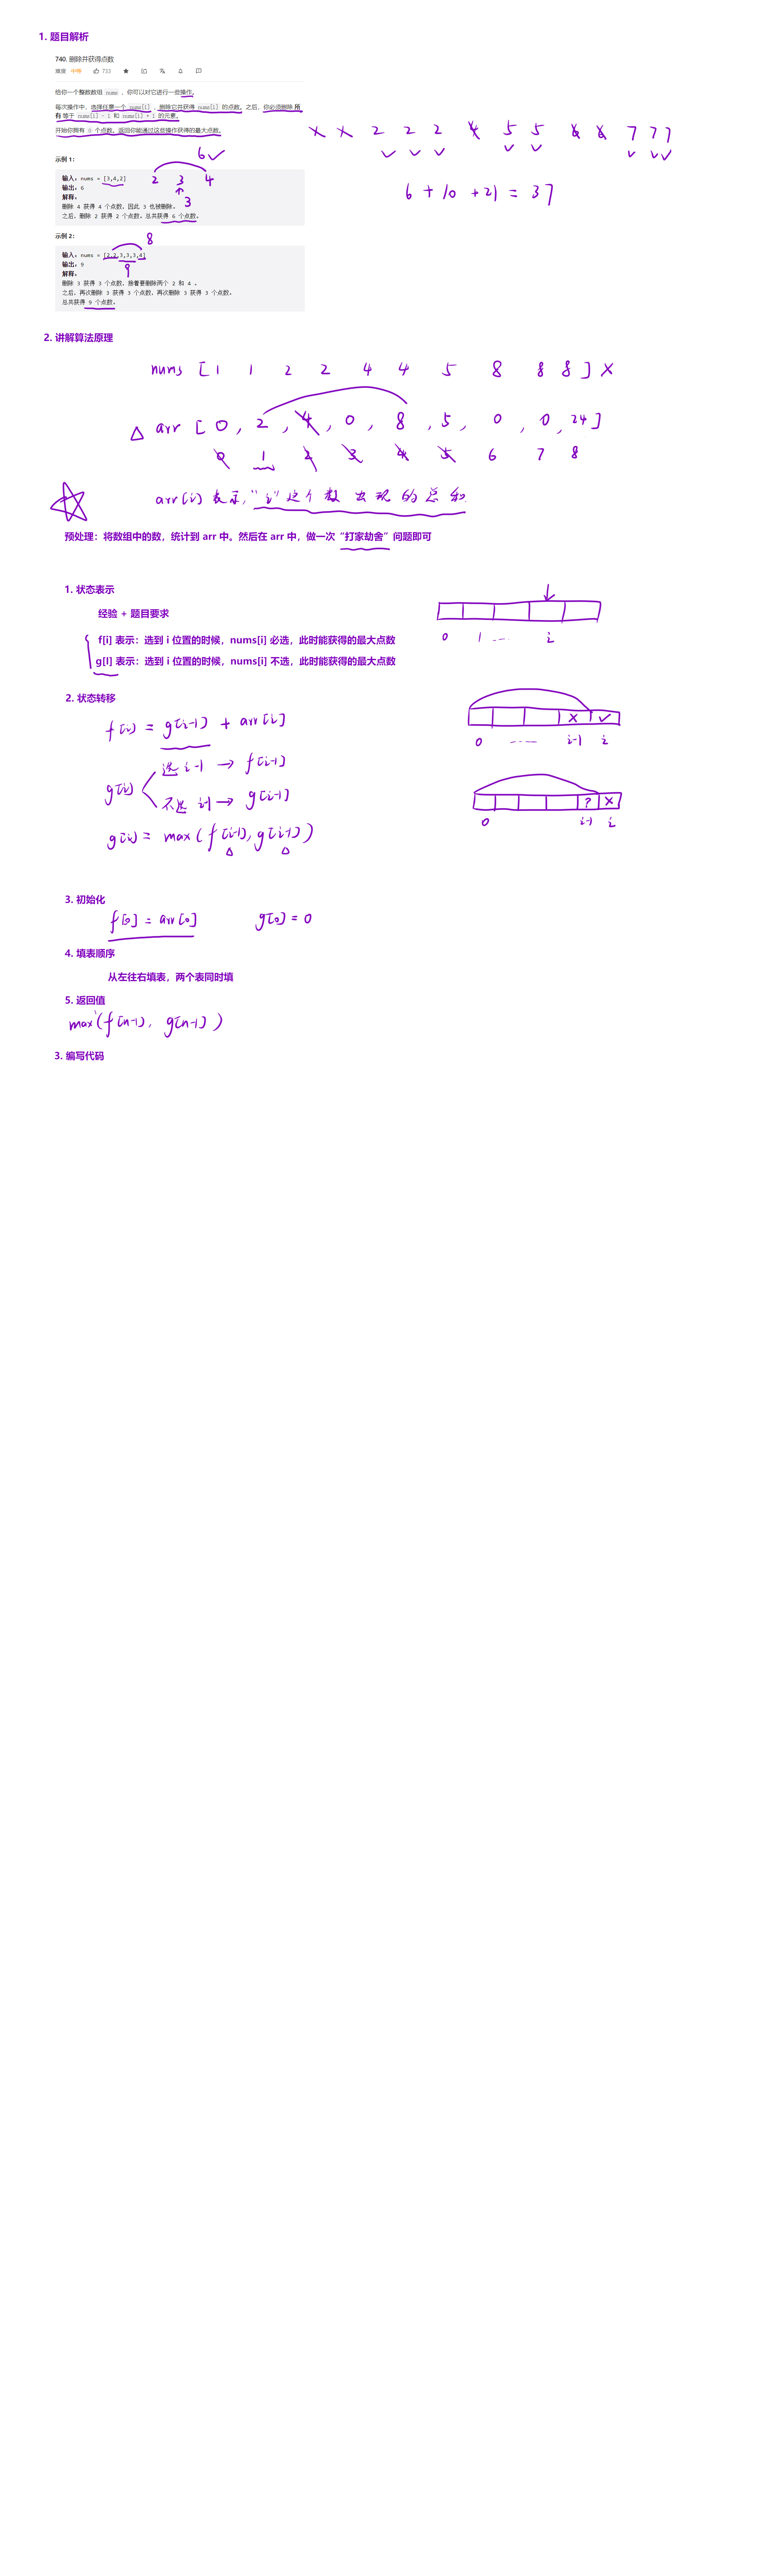 1. 题目解析
740. 删除并获得点数
难度 中等 733
给你一个整数数组 nums ，你可以对它进行一些操作。
每次操作中，选择任意一个 nums[i] ，删除它并获得 nums[i] 的点数。之后，你必须删除 所
有 等于 nums[i] - 1 和 nums[i] + 1 的元素。
开始你拥有 0 个点数。返回你能通过这些操作获得的最大点数。
2 2 2 4 5 5 6 6 7 7 7
6 + 10 + 21 = 37
示例 1：
6
输入：nums = [3,4,2]
2 3 4
输出：6
解释：
3
删除 4 获得 4 个点数，因此 3 也被删除。
之后，删除 2 获得 2 个点数。总共获得 6 个点数。
示例 2：
8
输入：nums = [2,2,3,3,3,4]
输出：9
9
解释：
删除 3 获得 3 个点数，接着要删除两个 2 和 4 。
之后，再次删除 3 获得 3 个点数，再次删除 3 获得 3 个点数。
总共获得 9 个点数。
2. 讲解算法原理
nums [ 1 1 2 2 4 4 5 8 8 8 ] ×
△ arr [ 0, 2, 4, 0, 8, 5, 0, 0, 24 ]
0 1 2 3 4 5 6 7 8
arr[i] 表示，“i”这个数 出现的总和
预处理：将数组中的数，统计到 arr 中。然后在 arr 中，做一次 “打家劫舍” 问题即可
1. 状态表示
经验 + 题目要求
0 1 ... i
f[i] 表示：选到 i 位置的时候，nums[i] 必选，此时能获得的最大点数
g[I] 表示：选到 i 位置的时候，nums[i] 不选，此时能获得的最大点数
2. 状态转移
f[i] = g[i-1] + arr[i]
× ✓
0 ---- i-1 i
g[i]
选 i-1 → f[i-1]
不选 i-1 → g[i-1]
? ×
0 i-1 i
g[i] = max(f[i-1], g[i-1])
3. 初始化
f[0] = arr[0] g[0] = 0
4. 填表顺序
从左往右填表，两个表同时填
5. 返回值
max(f[n-1], g[n-1])
3. 编写代码